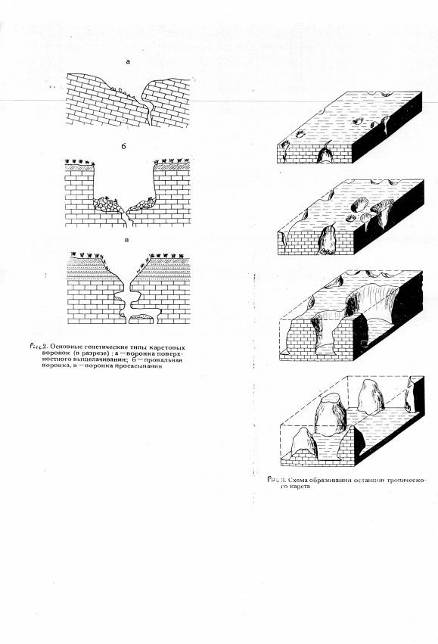 а
б
в
Рис.2. Основные генетические типы карстовых
воронок (в разрезе) : а — воронка поверх-
ностного выщелачивания; б — провальная
воронка, в — воронка просасывания
Рис. 3. Схема образования останцов тропическо-
го карста